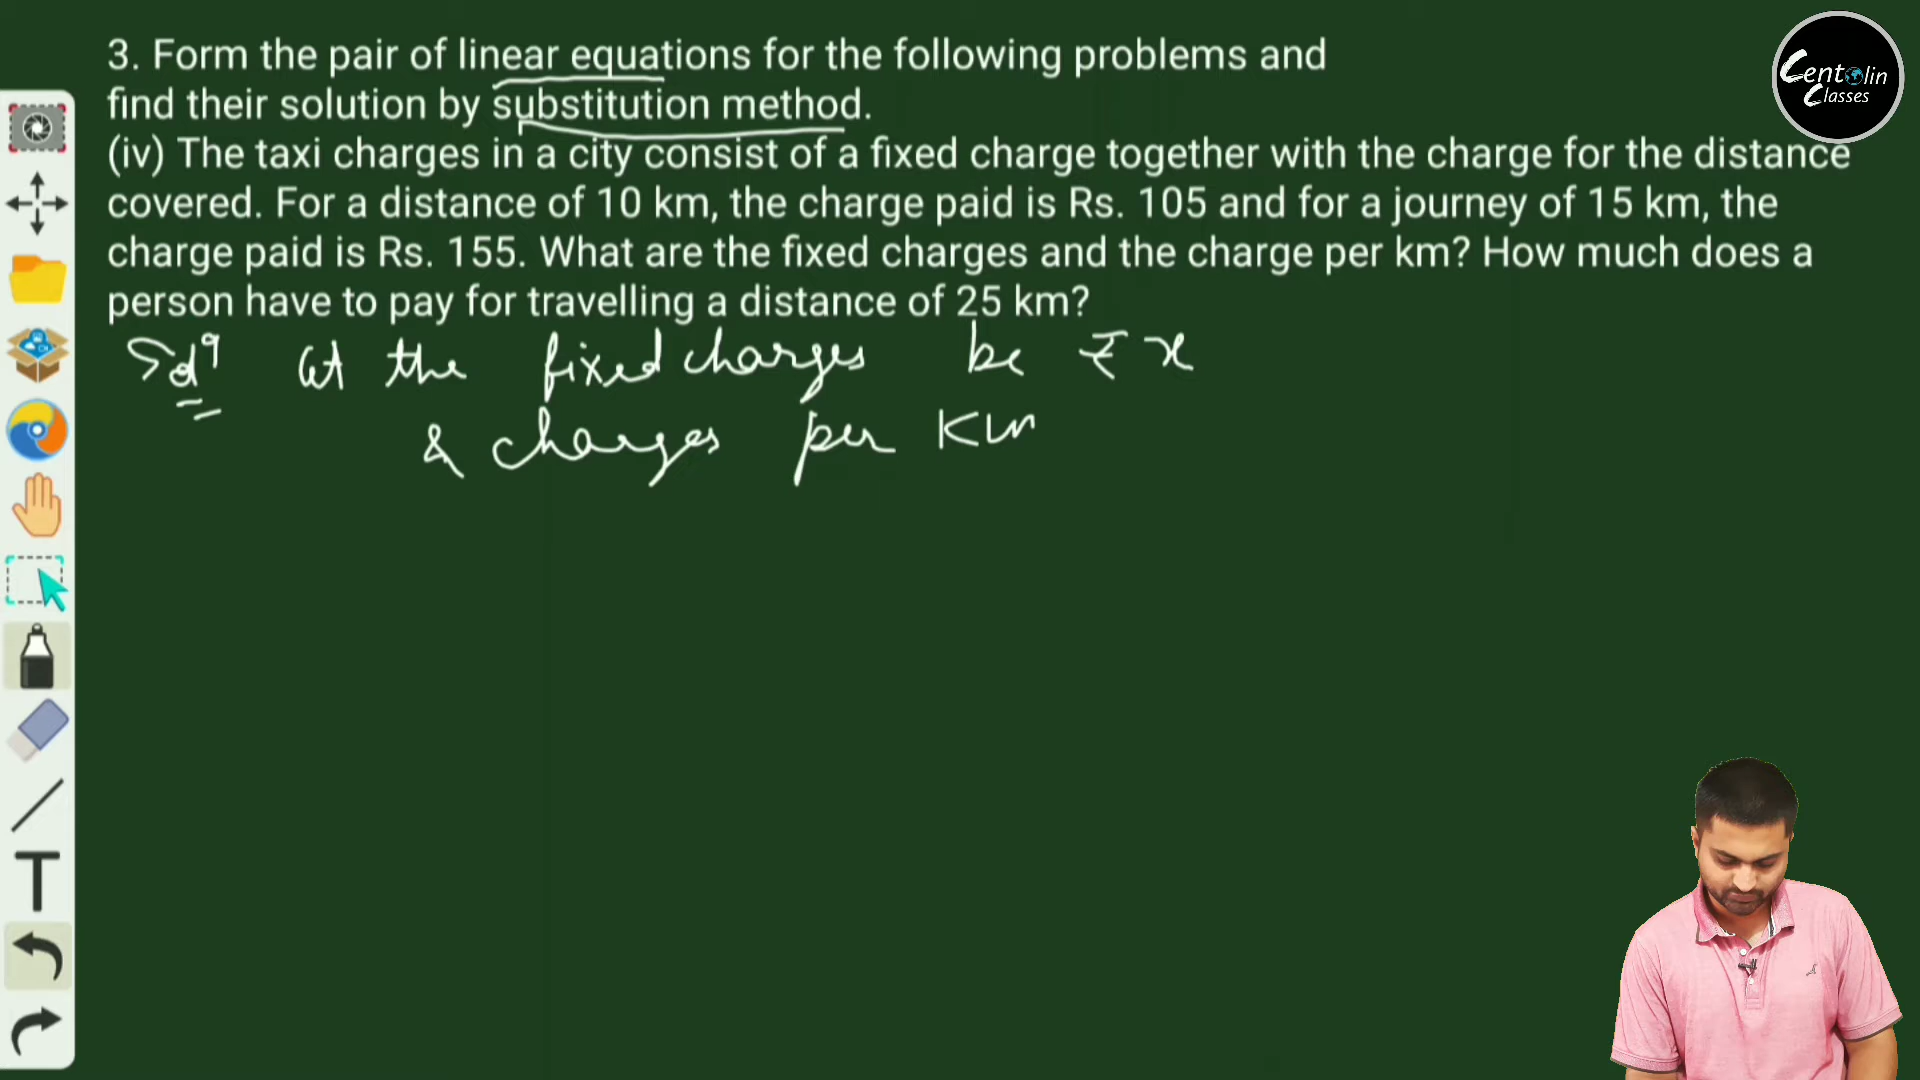 3. Form the pair of linear equations for the following problems and
find their solution by substitution method.
(iv) The taxi charges in a city consist of a fixed charge together with the charge for the distance
covered. For a distance of 10 km, the charge paid is Rs. 105 and for a journey of 15 km, the
charge paid is Rs. 155. What are the fixed charges and the charge per km? How much does a
person have to pay for travelling a distance of 25 km?
Solⁿ let the fixed charges be ₹ x
& charges per Km
Centolin
Classes
T